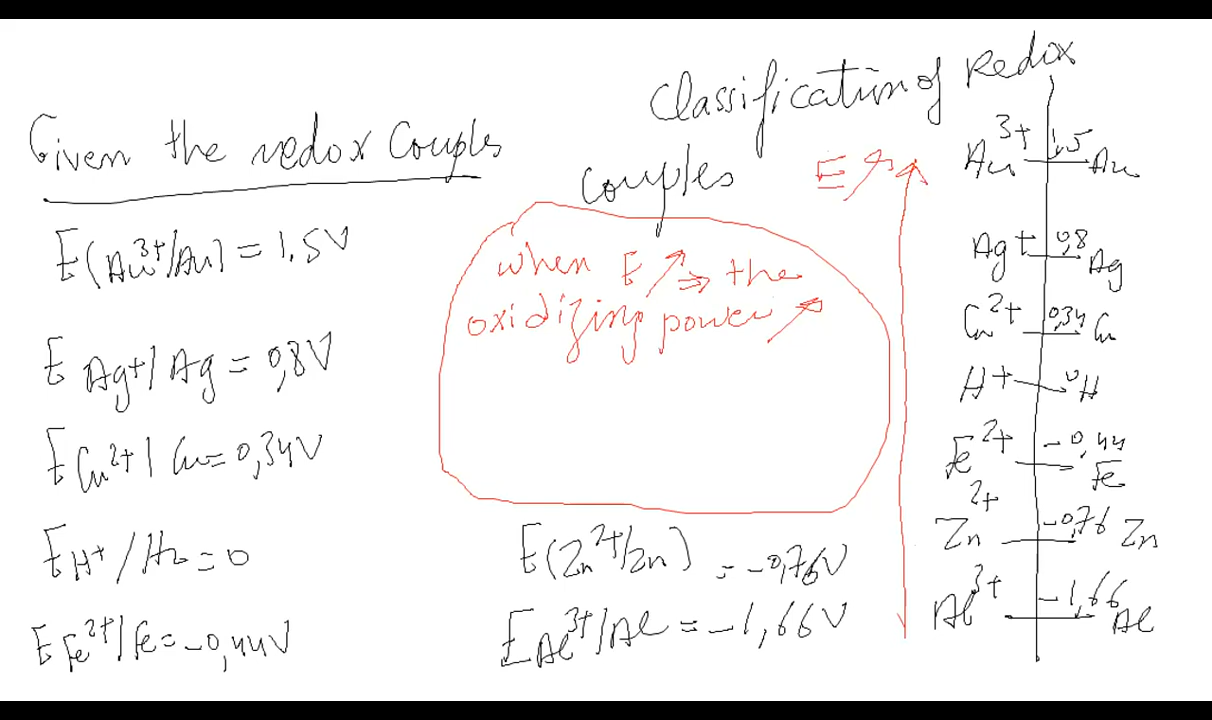 Given the redox Couples
E(Au³⁺/Au) = 1.5V
E Ag+/Ag = 0,8V
E Cu²⁺/Cu = 0,34V
E H⁺/H₂ = 0
E Fe²⁺/Fe = -0,44V
Classification of Redox
couples
when E ↗ ⇒ the
oxidizing power ↗
E(Zn²⁺/Zn) = -0,76V
E Al³⁺/Al = -1,66V
E ↗
Au³⁺ 1,5 Au
Ag+ 0,8 Ag
Cu²⁺ 0,34 Cu
H+ 0 H
Fe²⁺ -0,44 Fe
Zn²⁺ -0,76 Zn
Al³⁺ -1,66 Al